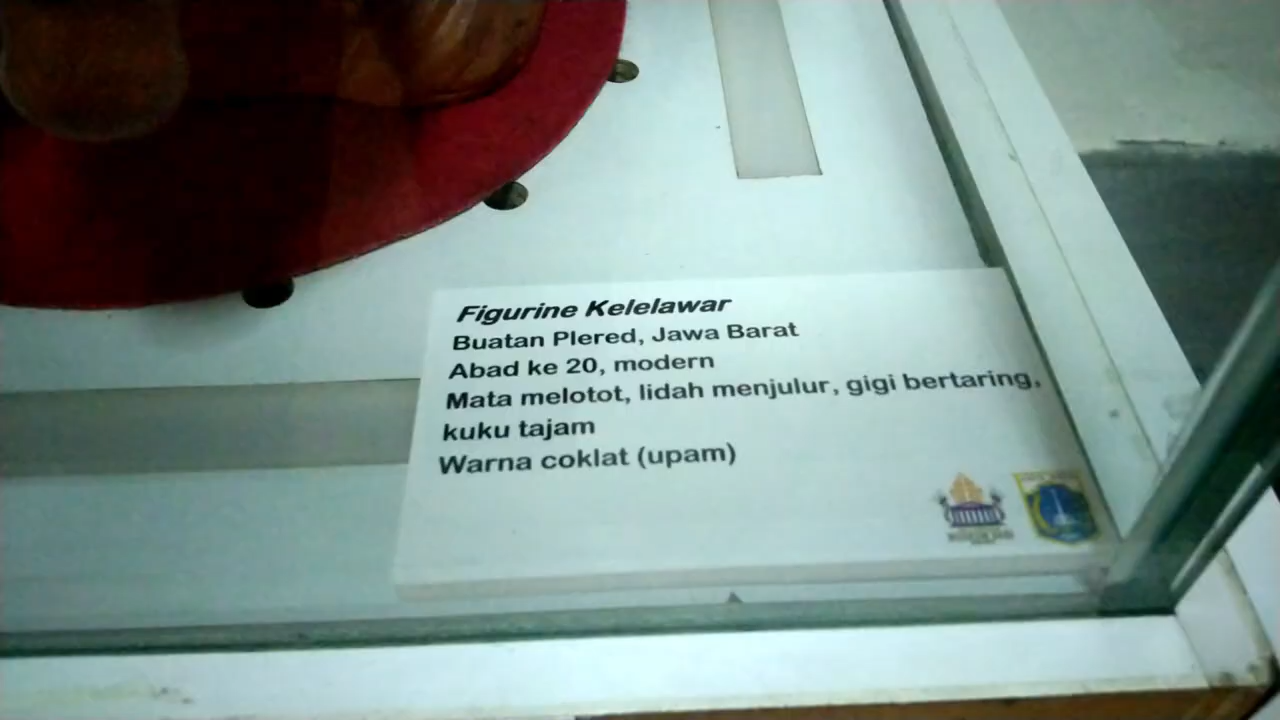 Figurine Kelelawar
Buatan Plered, Jawa Barat
Abad ke 20, modern
Mata melotot, lidah menjulur, gigi bertaring,
kuku tajam
Warna coklat (upam)